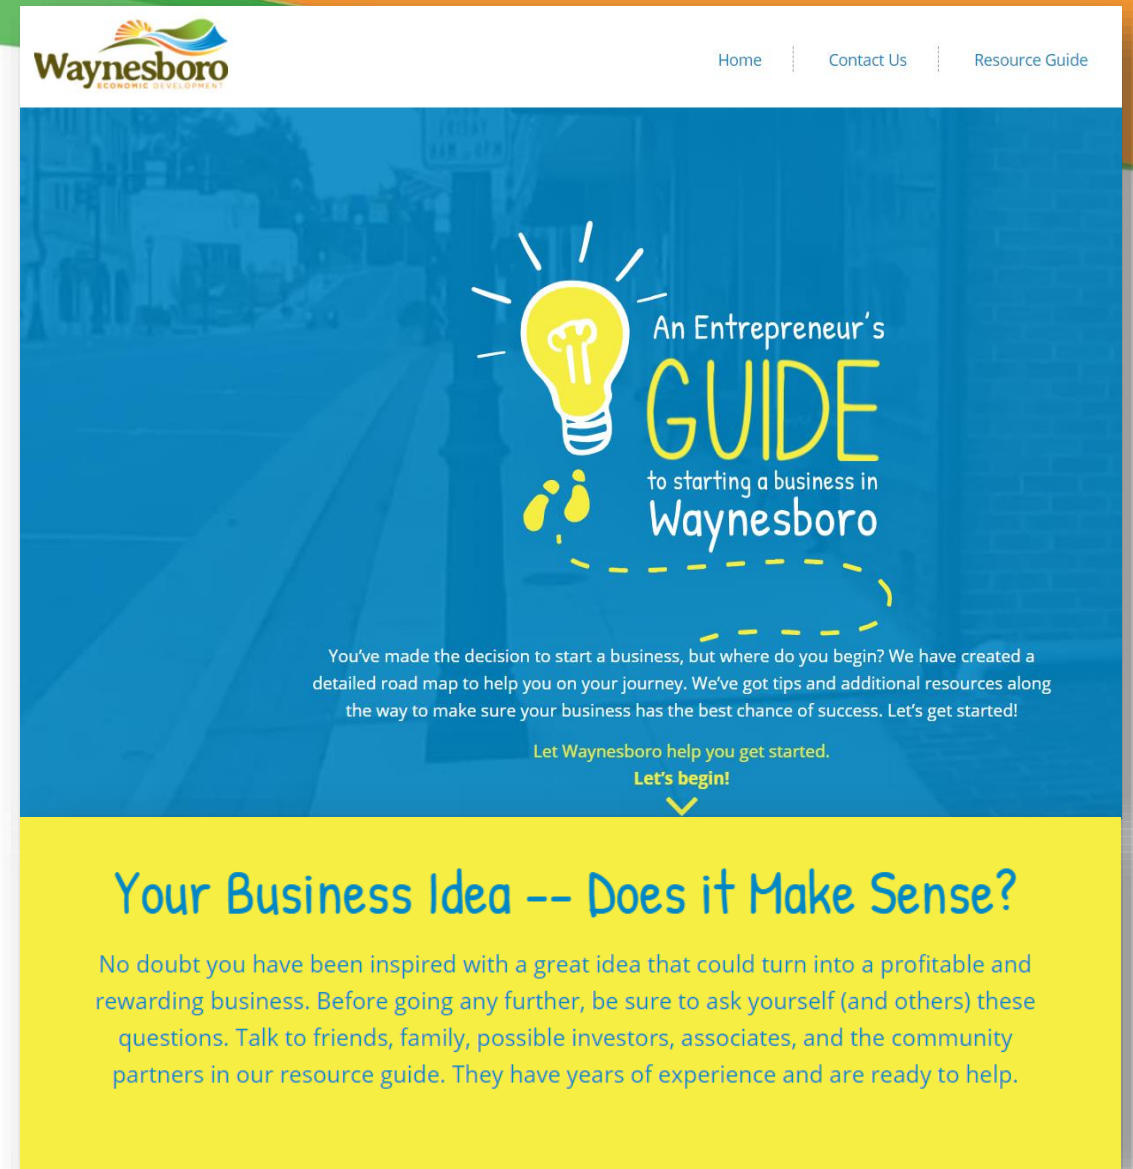 Waynesboro
ECONOMIC DEVELOPMENT
Home
Contact Us
Resource Guide
An Entrepreneur's
GUIDE
to starting a business in
Waynesboro
You've made the decision to start a business, but where do you begin? We have created a
detailed road map to help you on your journey. We've got tips and additional resources along
the way to make sure your business has the best chance of success. Let's get started!
Let Waynesboro help you get started.
Let's begin!
Your Business Idea -- Does it Make Sense?
No doubt you have been inspired with a great idea that could turn into a profitable and
rewarding business. Before going any further, be sure to ask yourself (and others) these
questions. Talk to friends, family, possible investors, associates, and the community
partners in our resource guide. They have years of experience and are ready to help.